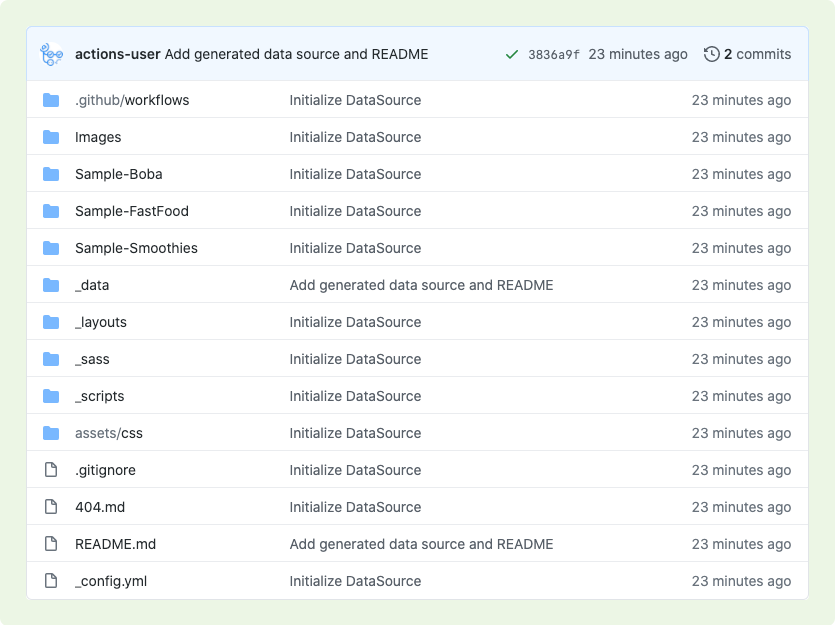 actions-user Add generated data source and README 3836a9f 23 minutes ago 2 commits
.github/workflows Initialize DataSource 23 minutes ago
Images Initialize DataSource 23 minutes ago
Sample-Boba Initialize DataSource 23 minutes ago
Sample-FastFood Initialize DataSource 23 minutes ago
Sample-Smoothies Initialize DataSource 23 minutes ago
_data Add generated data source and README 23 minutes ago
_layouts Initialize DataSource 23 minutes ago
_sass Initialize DataSource 23 minutes ago
_scripts Initialize DataSource 23 minutes ago
assets/css Initialize DataSource 23 minutes ago
.gitignore Initialize DataSource 23 minutes ago
404.md Initialize DataSource 23 minutes ago
README.md Add generated data source and README 23 minutes ago
_config.yml Initialize DataSource 23 minutes ago